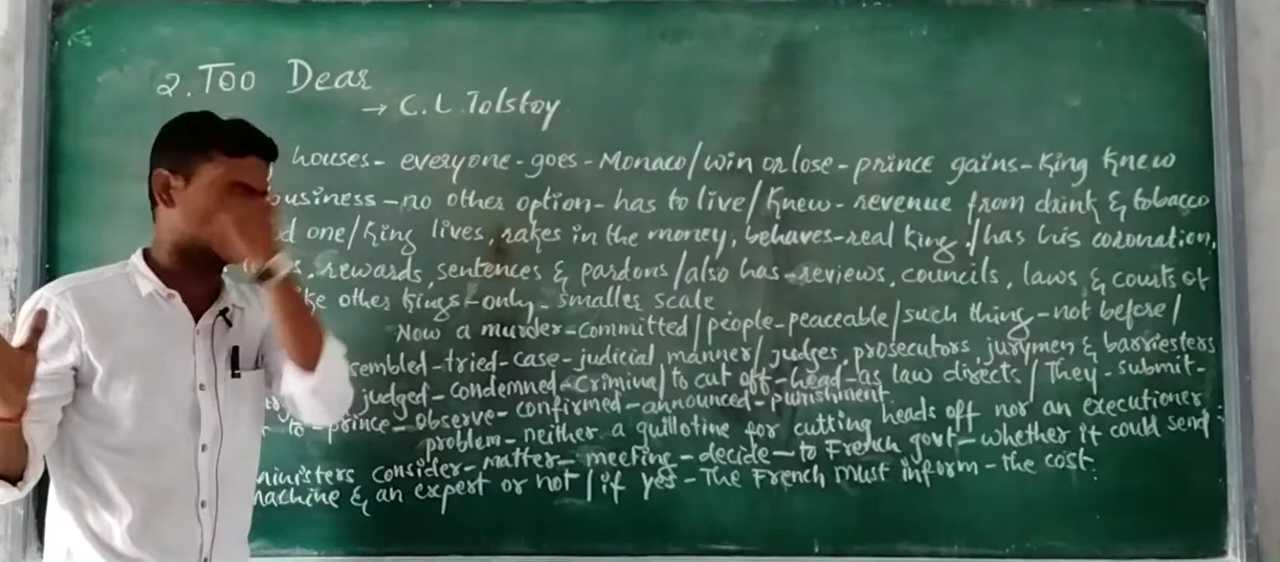 2. Too Dear
→ C.L.Tolstoy
houses - everyone - goes - Monaco/win or lose - prince gains - King knew
business - no other option - has to live/knew - revenue from drink & tobacco
one/King lives, rakes in the money, behaves - real king./has his coronation,
rewards, sentences & pardons/also has - reviews, councils, laws, & courts of
other kings - only - smaller scale
Now a murder - committed/people - peaceable/such thing - not before/
sembled - tried - case - judicial manner/judges, prosecutors, jurymen & barriesters
judged - condemned - criminal to cut off - head - as law directs/They - submit -
to - prince - observe - confirmed - announced - punishment.
problem - neither a guillotine for cutting heads off nor an executioner
ministers consider - matter - meeting - decide - to French govt - whether it could send
machine & an expert or not/if yes - The French must inform - the cost.